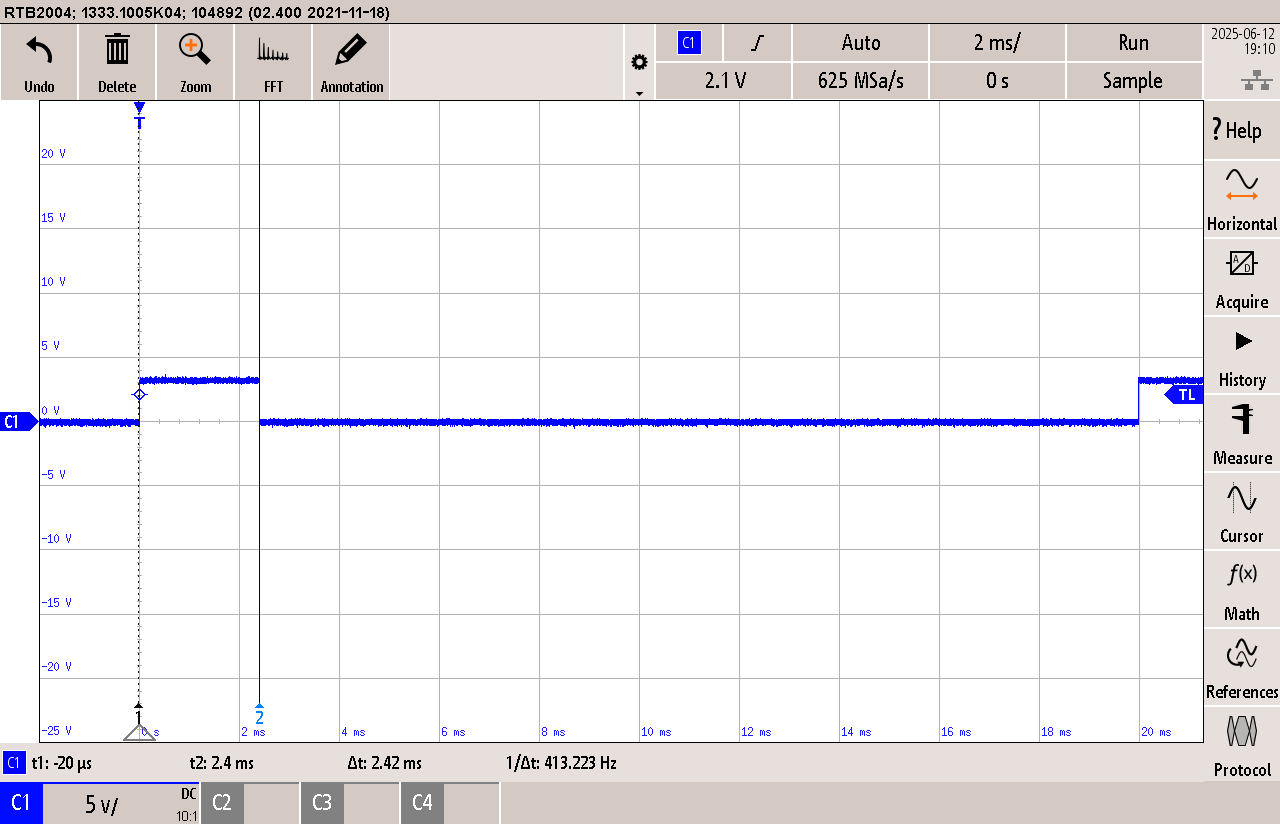 RTB2004; 1333.1005K04; 104892 (02.400 2021-11-18)
Undo
Delete
Zoom
FFT
Annotation
C1
Auto
2 ms/
Run
2.1 V
625 MSa/s
0 s
Sample
2025-06-12
19:10
T
20 V
15 V
10 V
5 V
0 V
-5 V
-10 V
-15 V
-20 V
-25 V
C1
TL
1
2
0 s
2 ms
4 ms
6 ms
8 ms
10 ms
12 ms
14 ms
16 ms
18 ms
20 ms
? Help
Horizontal
A/D
Acquire
History
Measure
Cursor
f(x)
Math
References
Protocol
C1 t1: -20 µs t2: 2.4 ms Δt: 2.42 ms 1/Δt: 413.223 Hz
C1 5 V/ DC 10:1 C2 C3 C4